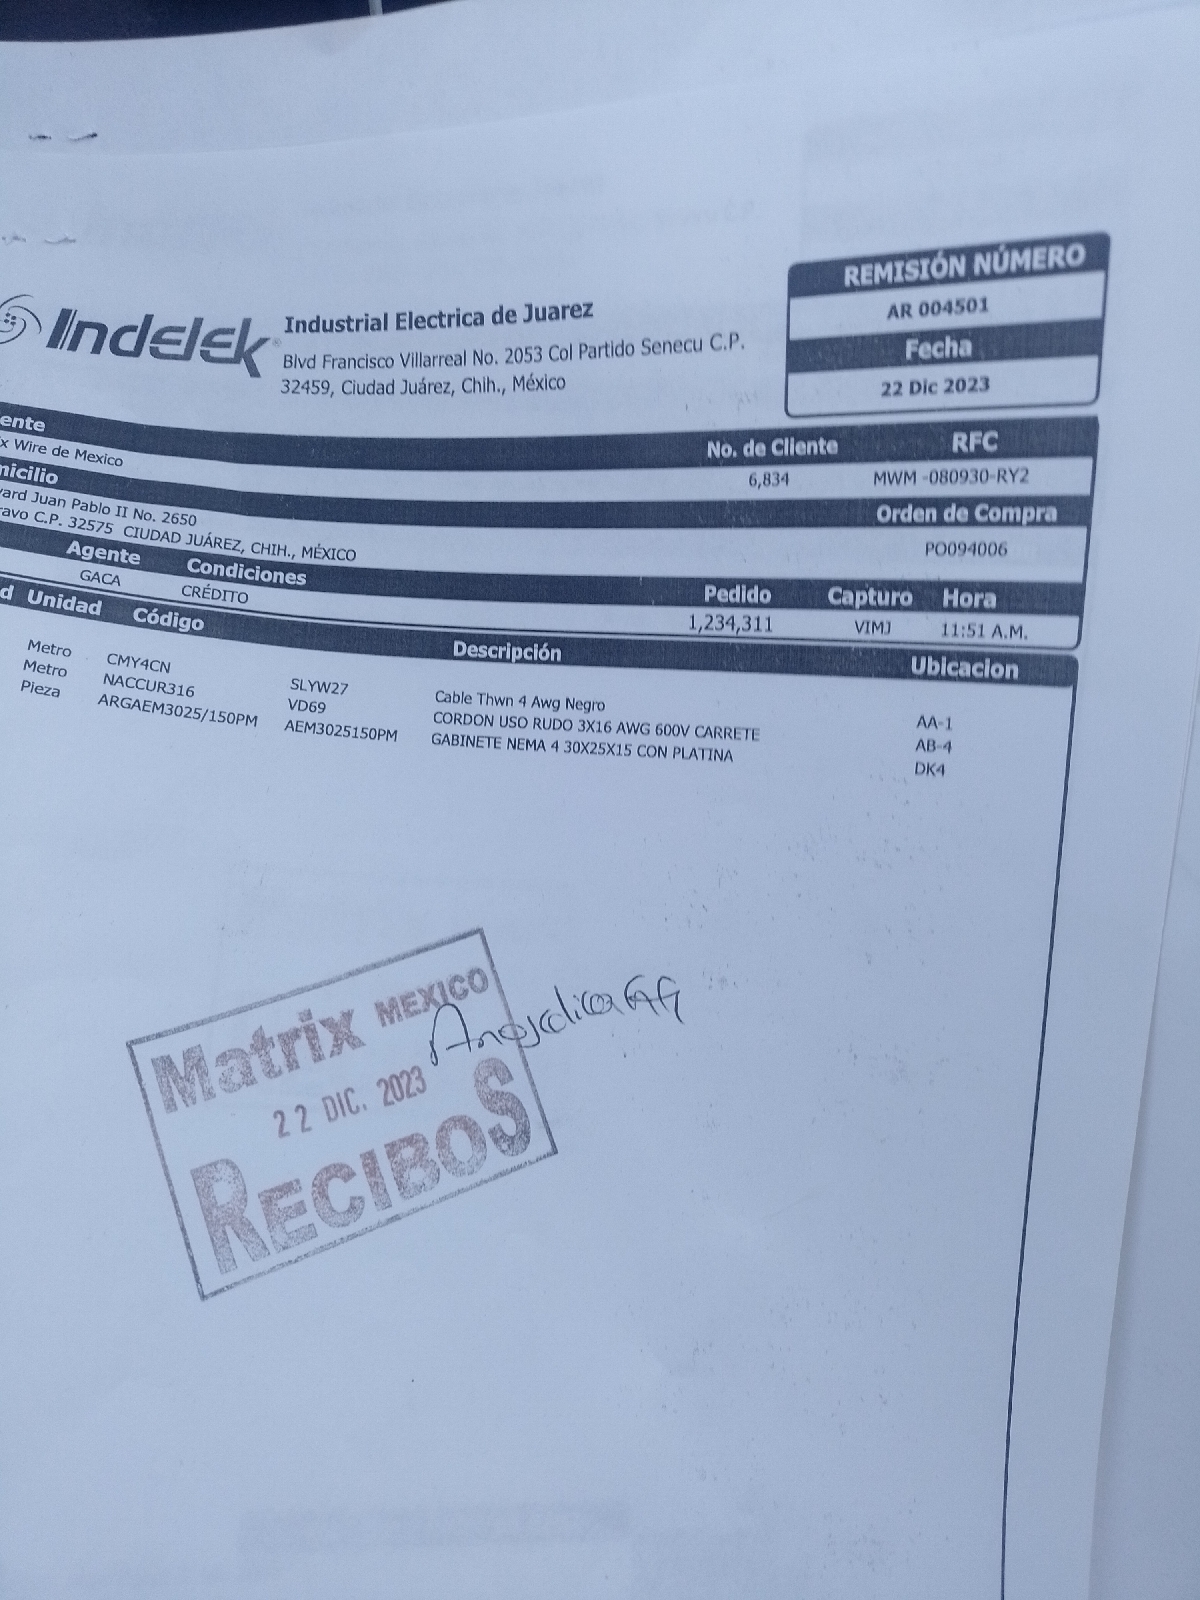 REMISIÓN NÚMERO
AR 004501
Fecha
22 Dic 2023
Indelek
Industrial Electrica de Juarez
Blvd Francisco Villarreal No. 2053 Col Partido Senecu C.P.
32459, Ciudad Juárez, Chih., México
ente No. de Cliente RFC
x Wire de Mexico 6,834 MWM -080930-RY2
micilio Orden de Compra
ard Juan Pablo II No. 2650 PO094006
avo C.P. 32575 CIUDAD JUÁREZ, CHIH., MÉXICO
Agente Condiciones Pedido Capturo Hora
GACA CRÉDITO 1,234,311 VIMJ 11:51 A.M.
d Unidad Código Descripción Ubicacion
Metro CMY4CN SLYW27 Cable Thwn 4 Awg Negro AA-1
Metro NACCUR316 VD69 CORDON USO RUDO 3X16 AWG 600V CARRETE AB-4
Pieza ARGAEM3025/150PM AEM3025150PM GABINETE NEMA 4 30X25X15 CON PLATINA DK4
Matrix MEXICO
22 DIC. 2023
RECIBOS